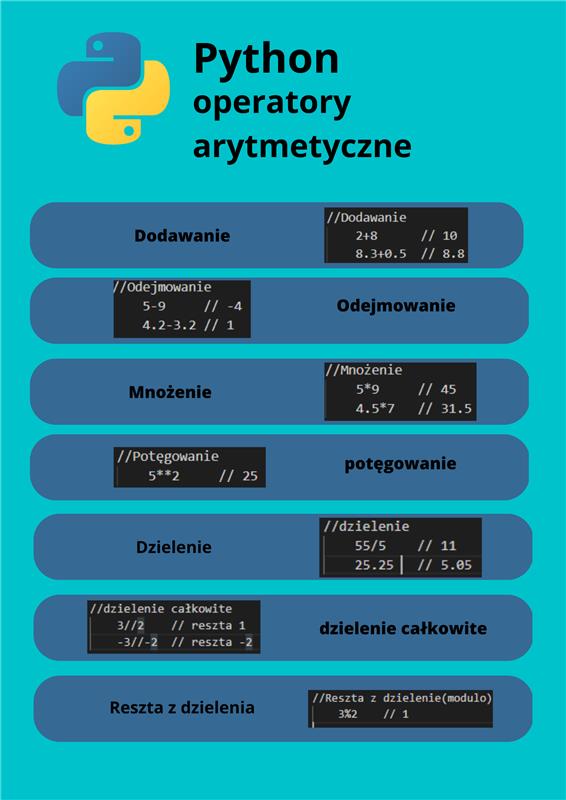 Python
operatory
arytmetyczne
Dodawanie
//Dodawanie
2+8 // 10
8.3+0.5 // 8.8
//Odejmowanie
5-9 // -4
4.2-3.2 // 1
Odejmowanie
Mnożenie
//Mnożenie
5*9 // 45
4.5*7 // 31.5
//Potęgowanie
5**2 // 25
potęgowanie
Dzielenie
//dzielenie
55/5 // 11
25.25 // 5.05
//dzielenie całkowite
3//2 // reszta 1
-3//-2 // reszta -2
dzielenie całkowite
Reszta z dzielenia
//Reszta z dzielenie(modulo)
3%2 // 1